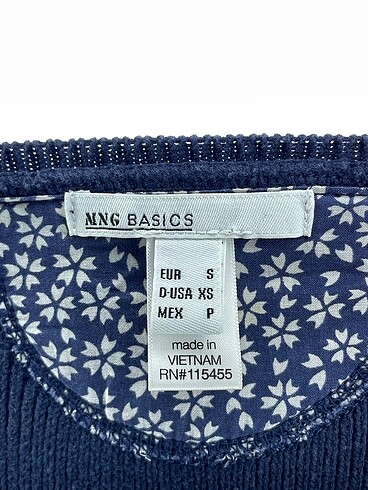 MNG BASICS
EUR S
D-USA XS
MEX P
made in
VIETNAM
RN#115455